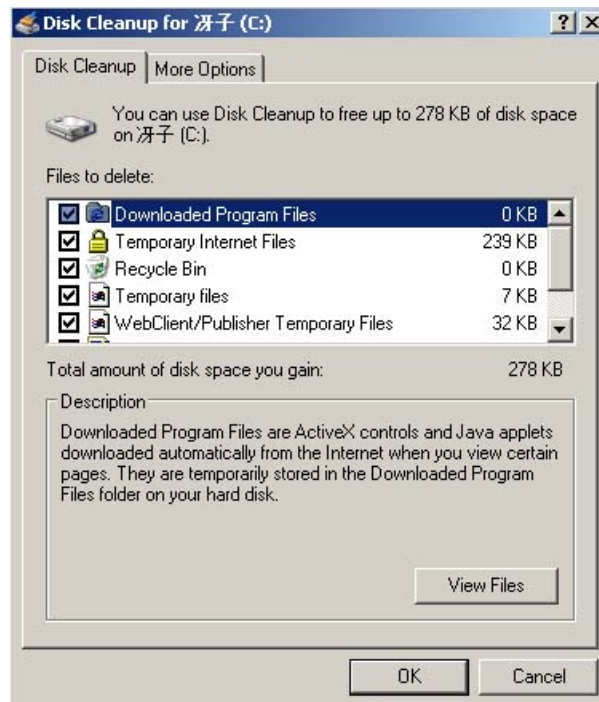 Disk Cleanup for 冴子 (C:)
Disk Cleanup
More Options
You can use Disk Cleanup to free up to 278 KB of disk space
on 冴子 (C:).
Files to delete:
Downloaded Program Files 0 KB
Temporary Internet Files 239 KB
Recycle Bin 0 KB
Temporary files 7 KB
WebClient/Publisher Temporary Files 32 KB
Total amount of disk space you gain: 278 KB
Description
Downloaded Program Files are ActiveX controls and Java applets
downloaded automatically from the Internet when you view certain
pages. They are temporarily stored in the Downloaded Program
Files folder on your hard disk.
View Files
OK
Cancel